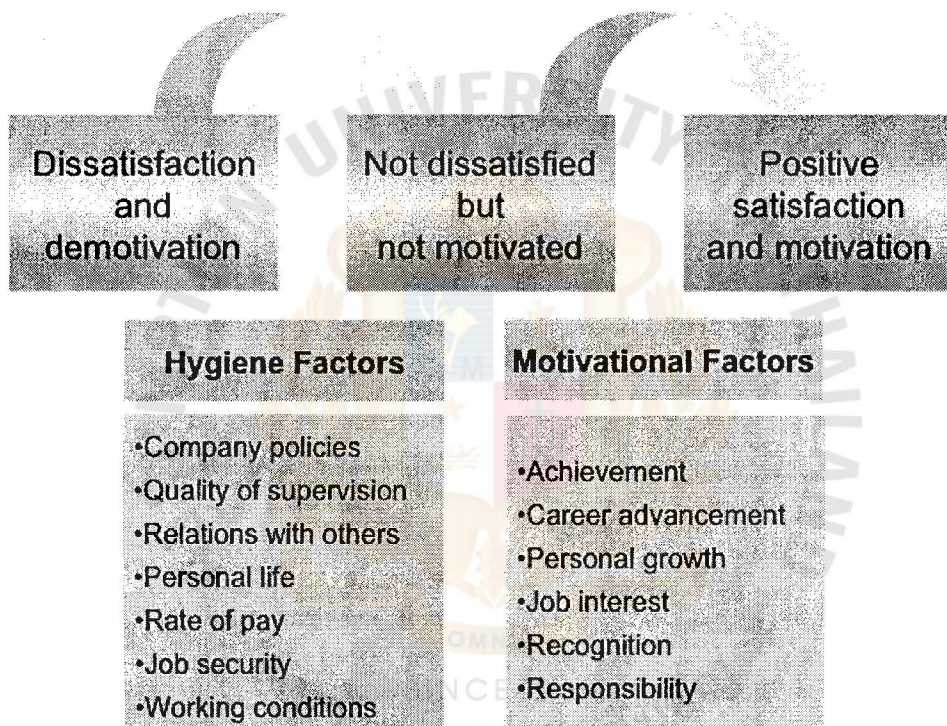 Dissatisfaction
and
demotivation
Not dissatisfied
but
not motivated
Positive
satisfaction
and motivation
Hygiene Factors
•Company policies
•Quality of supervision
•Relations with others
•Personal life
•Rate of pay
•Job security
•Working conditions
Motivational Factors
•Achievement
•Career advancement
•Personal growth
•Job interest
•Recognition
•Responsibility